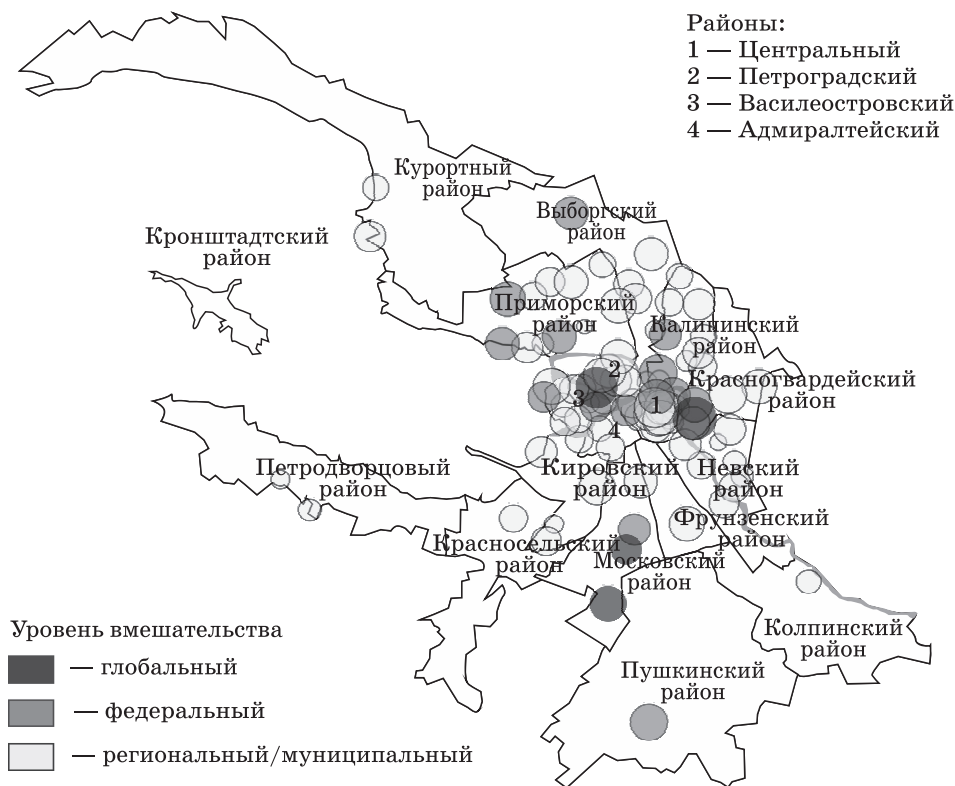 Районы:
1 — Центральный
2 — Петроградский
3 — Василеостровский
4 — Адмиралтейский
Курортный
район
Выборгский
район
Кронштадтский
район
Приморский
район
Калининский
район
2
Красногвардейский
район
3
1
4
Петродворцовый
район
Кировский
район
Невский
район
Фрунзенский
район
Красносельский
район
Московский
район
Колпинский
район
Пушкинский
район
Уровень вмешательства
— глобальный
— федеральный
— региональный/муниципальный